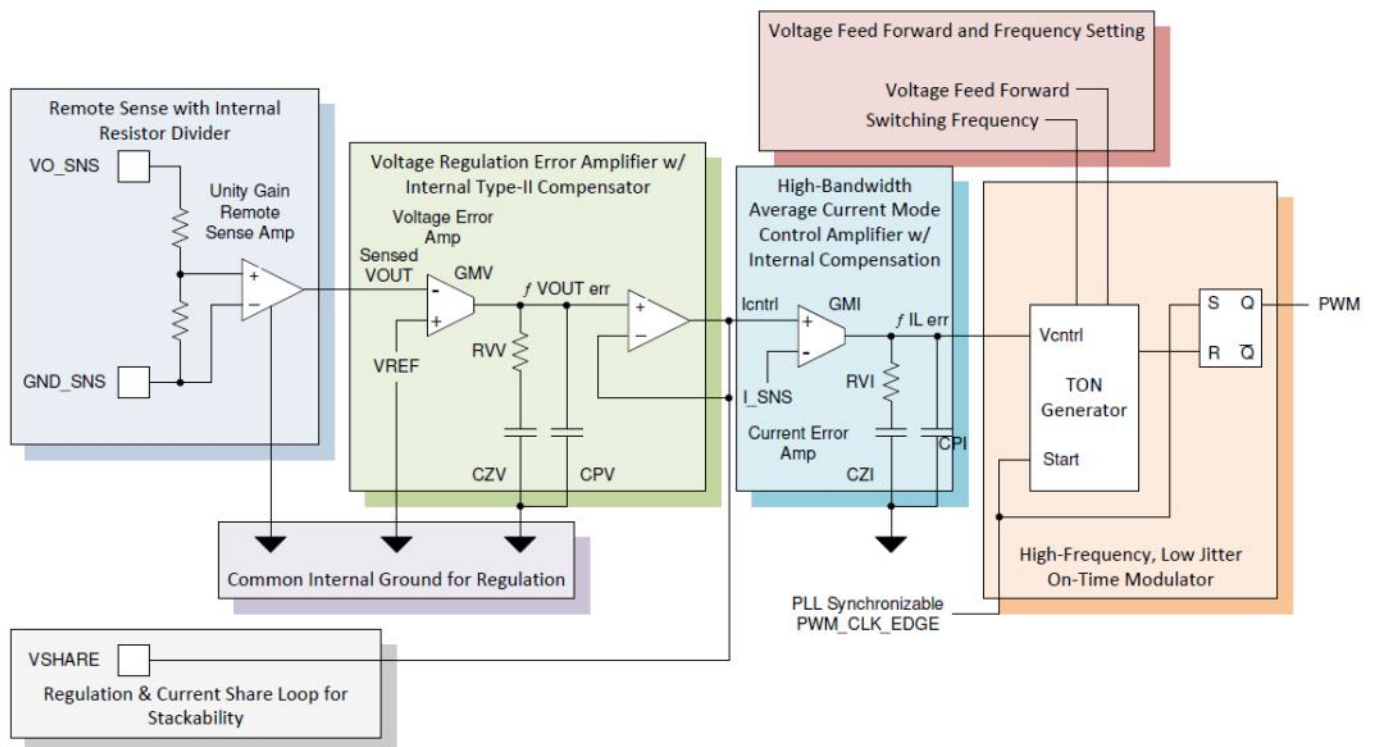 Voltage Feed Forward and Frequency Setting
Voltage Feed Forward
Switching Frequency
Remote Sense with Internal
Resistor Divider
VO_SNS
Unity Gain
Remote
Sense Amp
+
−
GND_SNS
Voltage Regulation Error Amplifier w/
Internal Type-II Compensator
Voltage Error
Amp
Sensed
VOUT
GMV
-
+
VREF
ƒ VOUT err
RVV
CZV
CPV
+
−
High-Bandwidth
Average Current Mode
Control Amplifier w/
Internal Compensation
Icntrl
GMI
+
-
I_SNS
ƒ IL err
RVI
Current Error
Amp
CPI
CZI
Vcntrl
TON
Generator
Start
S Q
R Q
PWM
High-Frequency, Low Jitter
On-Time Modulator
Common Internal Ground for Regulation
PLL Synchronizable
PWM_CLK_EDGE
VSHARE
Regulation & Current Share Loop for
Stackability